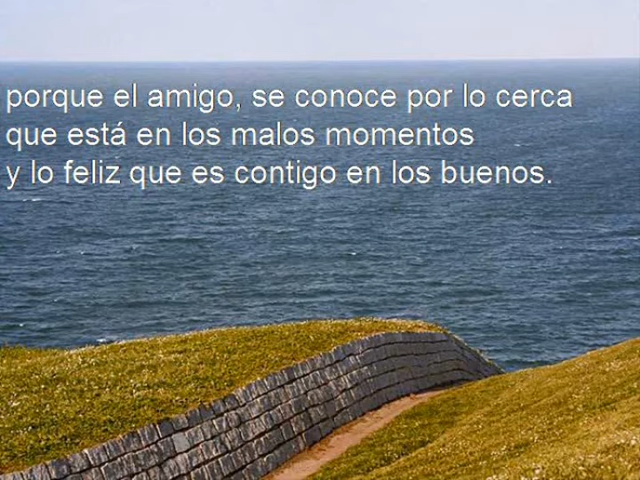 porque el amigo, se conoce por lo cerca
que está en los malos momentos
y lo feliz que es contigo en los buenos.